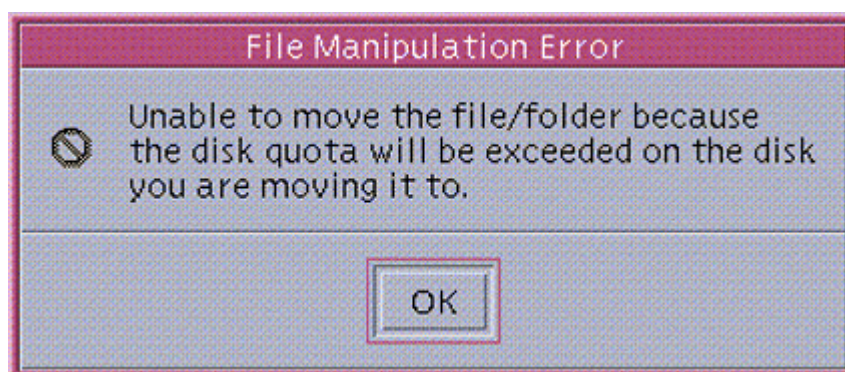 File Manipulation Error
Unable to move the file/folder because
the disk quota will be exceeded on the disk
you are moving it to.
OK